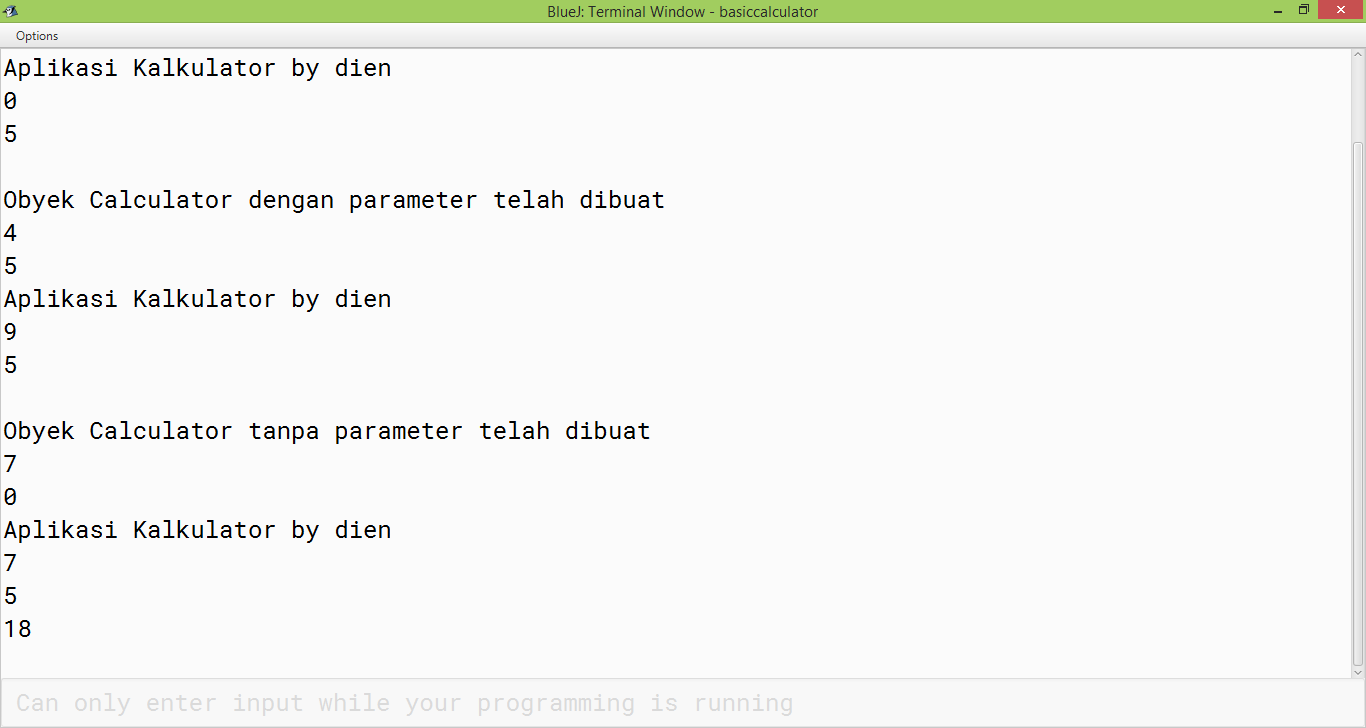 BlueJ: Terminal Window - basiccalculator
Options
Aplikasi Kalkulator by dien
0
5
Obyek Calculator dengan parameter telah dibuat
4
5
Aplikasi Kalkulator by dien
9
5
Obyek Calculator tanpa parameter telah dibuat
7
0
Aplikasi Kalkulator by dien
7
5
18
Can only enter input while your programming is running